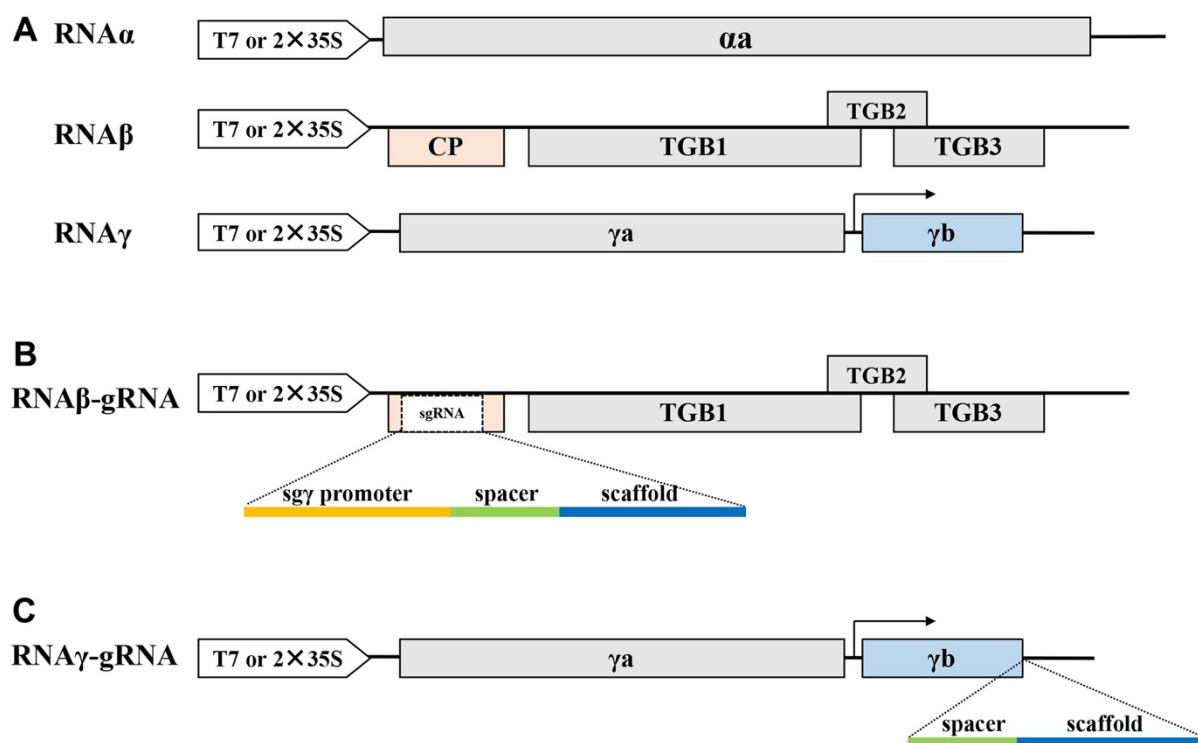 A RNAα T7 or 2×35S αa
TGB2
RNAβ T7 or 2×35S
CP TGB1 TGB3
RNAγ T7 or 2×35S γa γb
B
TGB2
RNAβ-gRNA T7 or 2×35S
sgRNA TGB1 TGB3
sgγ promoter spacer scaffold
C
RNAγ-gRNA T7 or 2×35S γa γb
spacer scaffold